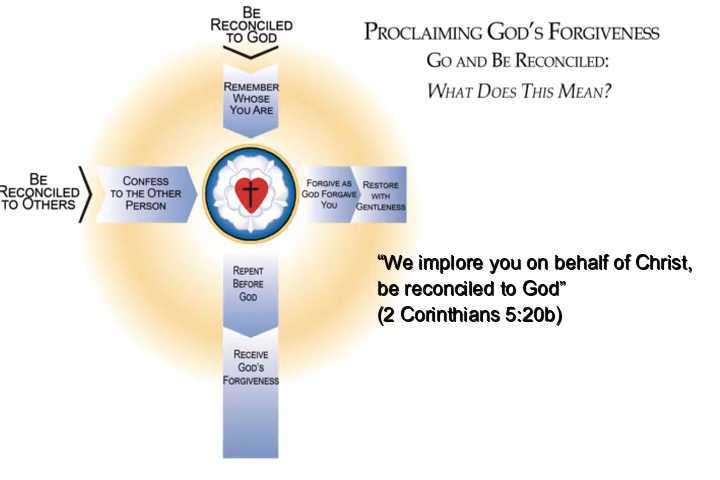 BE
RECONCILED
TO GOD
PROCLAIMING GOD'S FORGIVENESS
GO AND BE RECONCILED:
WHAT DOES THIS MEAN?
REMEMBER
WHOSE
YOU ARE
BE
RECONCILED
TO OTHERS
CONFESS
TO THE OTHER
PERSON
FORGIVE AS
GOD FORGAVE
YOU
RESTORE
WITH
GENTLENESS
“We implore you on behalf of Christ,
be reconciled to God”
(2 Corinthians 5:20b)
REPENT
BEFORE
GOD
RECEIVE
GOD'S
FORGIVENESS